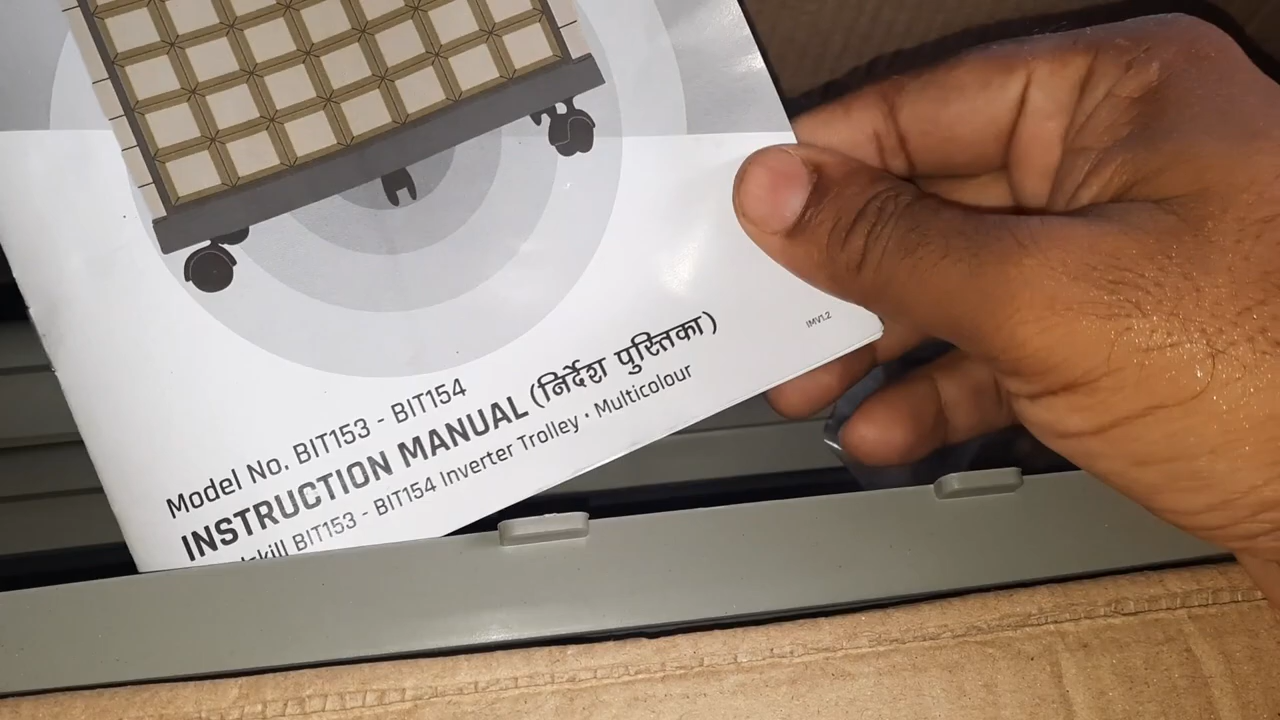 IMV1.2
Model No. BIT153 - BIT154
INSTRUCTION MANUAL (निर्देश पुस्तिका)
BIT153 - BIT154 Inverter Trolley • Multicolour